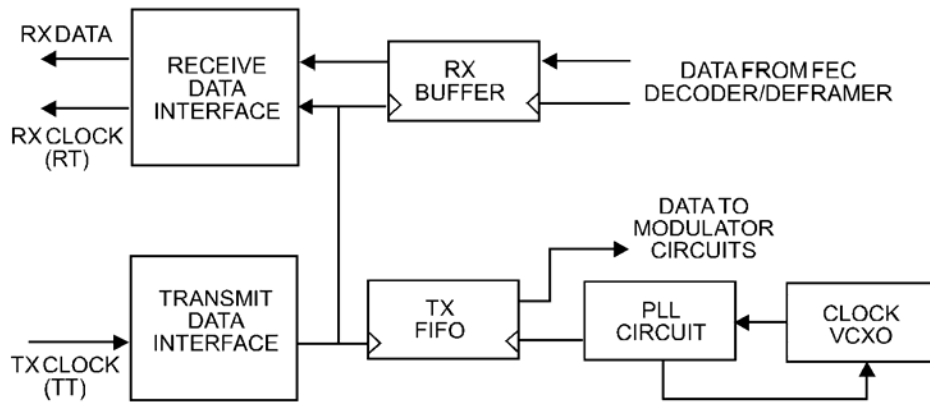 RX DATA
RX CLOCK
(RT)
RECEIVE
DATA
INTERFACE
RX
BUFFER
DATA FROM FEC
DECODER/DEFRAMER
DATA TO
MODULATOR
CIRCUITS
TX CLOCK
(TT)
TRANSMIT
DATA
INTERFACE
TX
FIFO
PLL
CIRCUIT
CLOCK
VCXO